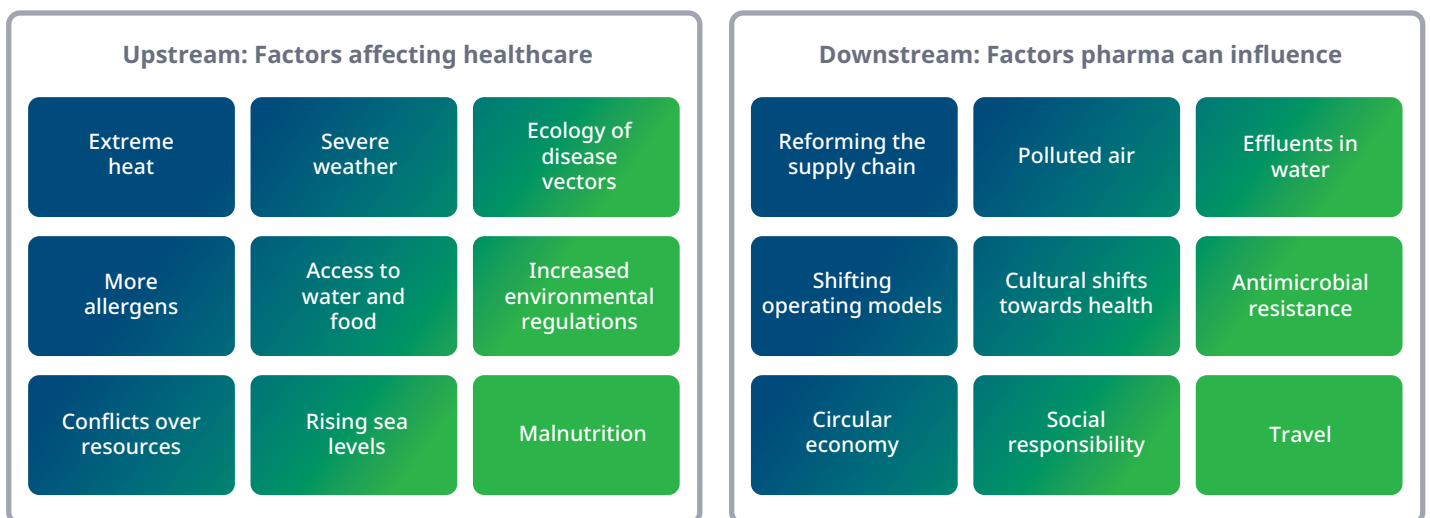 Upstream: Factors affecting healthcare
Extreme
heat
Severe
weather
Ecology of
disease
vectors
More
allergens
Access to
water and
food
Increased
environmental
regulations
Conflicts over
resources
Rising sea
levels
Malnutrition
Downstream: Factors pharma can influence
Reforming the
supply chain
Polluted air
Effluents in
water
Shifting
operating models
Cultural shifts
towards health
Antimicrobial
resistance
Circular
economy
Social
responsibility
Travel